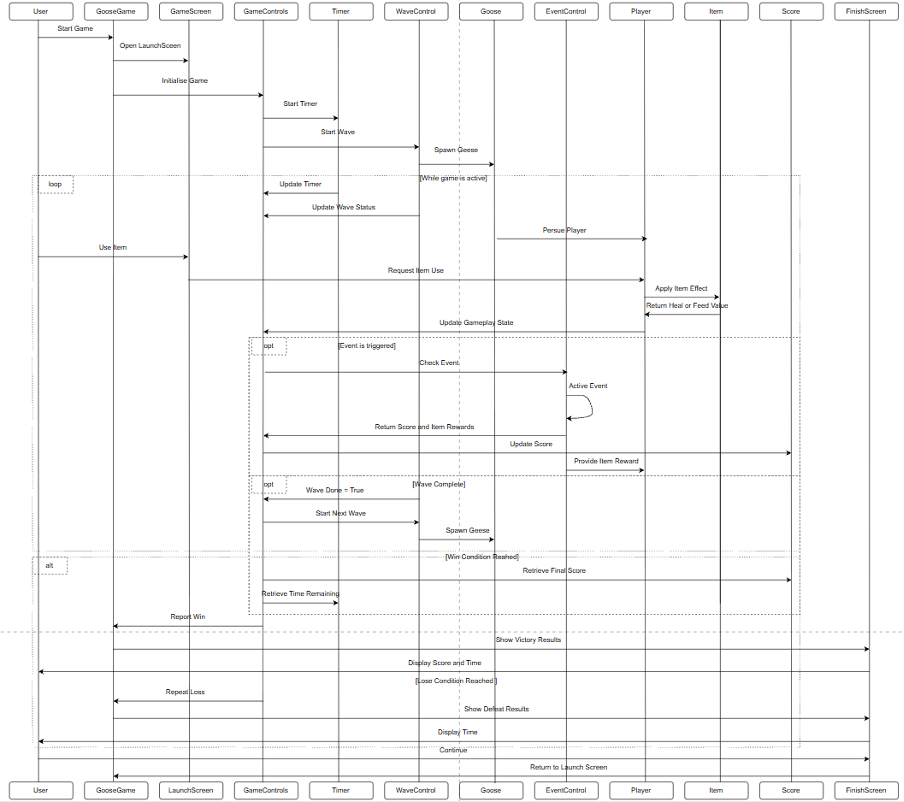 User GooseGame GameScreen GameControls Timer WaveControl Goose EventControl Player Item Score FinishScreen
Start Game
Open LaunchSceen
Initialise Game
Start Timer
Start Wave
Spawn Geese
[While game is active]
loop
Update Timer
Update Wave Status
Persue Player
Use Item
Request Item Use
Apply Item Effect
Return Heal or Feed Value
Update Gameplay State
opt [Event is triggered]
Check Event
Active Event
Return Score and Item Rewards
Update Score
Provide Item Reward
opt [Wave Complete]
Wave Done = True
Start Next Wave
Spawn Geese
[Win Condition Reahed]
alt
Retrieve Final Score
Retrieve Time Remaining
Report Win
Show Victory Results
Display Score and Time
[Lose Condition Reached ]
Repeat Loss
Show Defeat Results
Display Time
Continue
Return to Launch Screen
User GooseGame LaunchScreen GameControls Timer WaveControl Goose EventControl Player Item Score FinishScreen